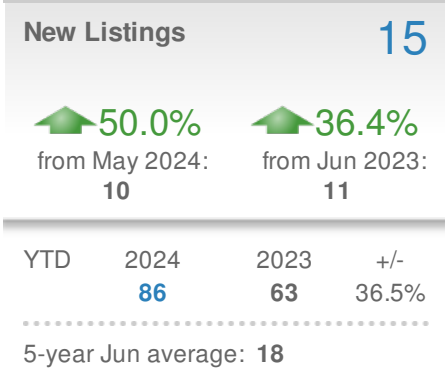 New Listings 15
50.0% 36.4%
from May 2024: from Jun 2023:
10 11
YTD 2024 2023 +/-
86 63 36.5%
5-year Jun average: 18